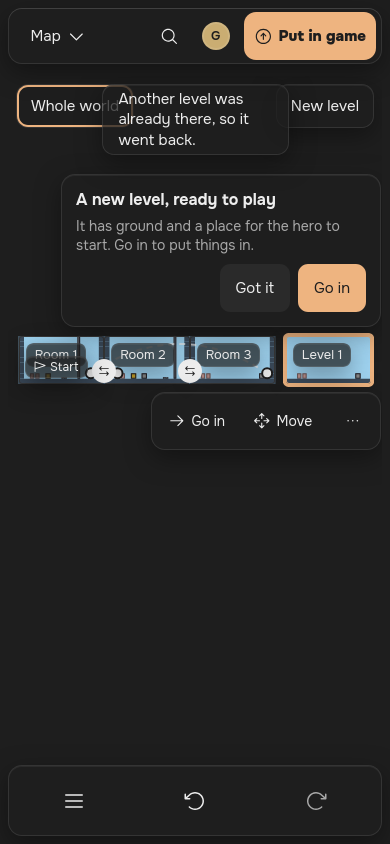 Map
G
Put in game
Whole world
Another level was
already there, so it
went back.
New level
A new level, ready to play
It has ground and a place for the hero to
start. Go in to put things in.
Got it
Go in
Room 1
Start
Room 2
Room 3
Level 1
Go in
Move
...